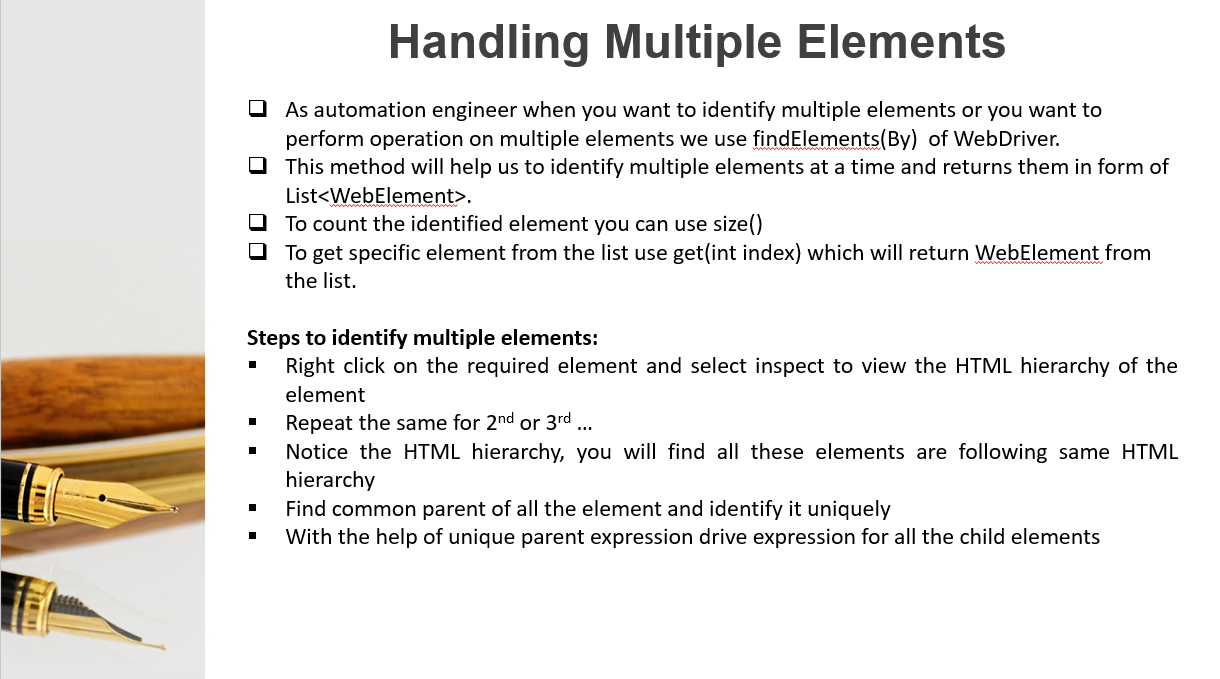 Handling Multiple Elements
❑ As automation engineer when you want to identify multiple elements or you want to
perform operation on multiple elements we use findElements(By)  of WebDriver.
❑ This method will help us to identify multiple elements at a time and returns them in form of
List<WebElement>.
❑ To count the identified element you can use size()
❑ To get specific element from the list use get(int index) which will return WebElement from
the list.
Steps to identify multiple elements:
▪ Right click on the required element and select inspect to view the HTML hierarchy of the
element
▪ Repeat the same for 2nd or 3rd …
▪ Notice the HTML hierarchy, you will find all these elements are following same HTML
hierarchy
▪ Find common parent of all the element and identify it uniquely
▪ With the help of unique parent expression drive expression for all the child elements